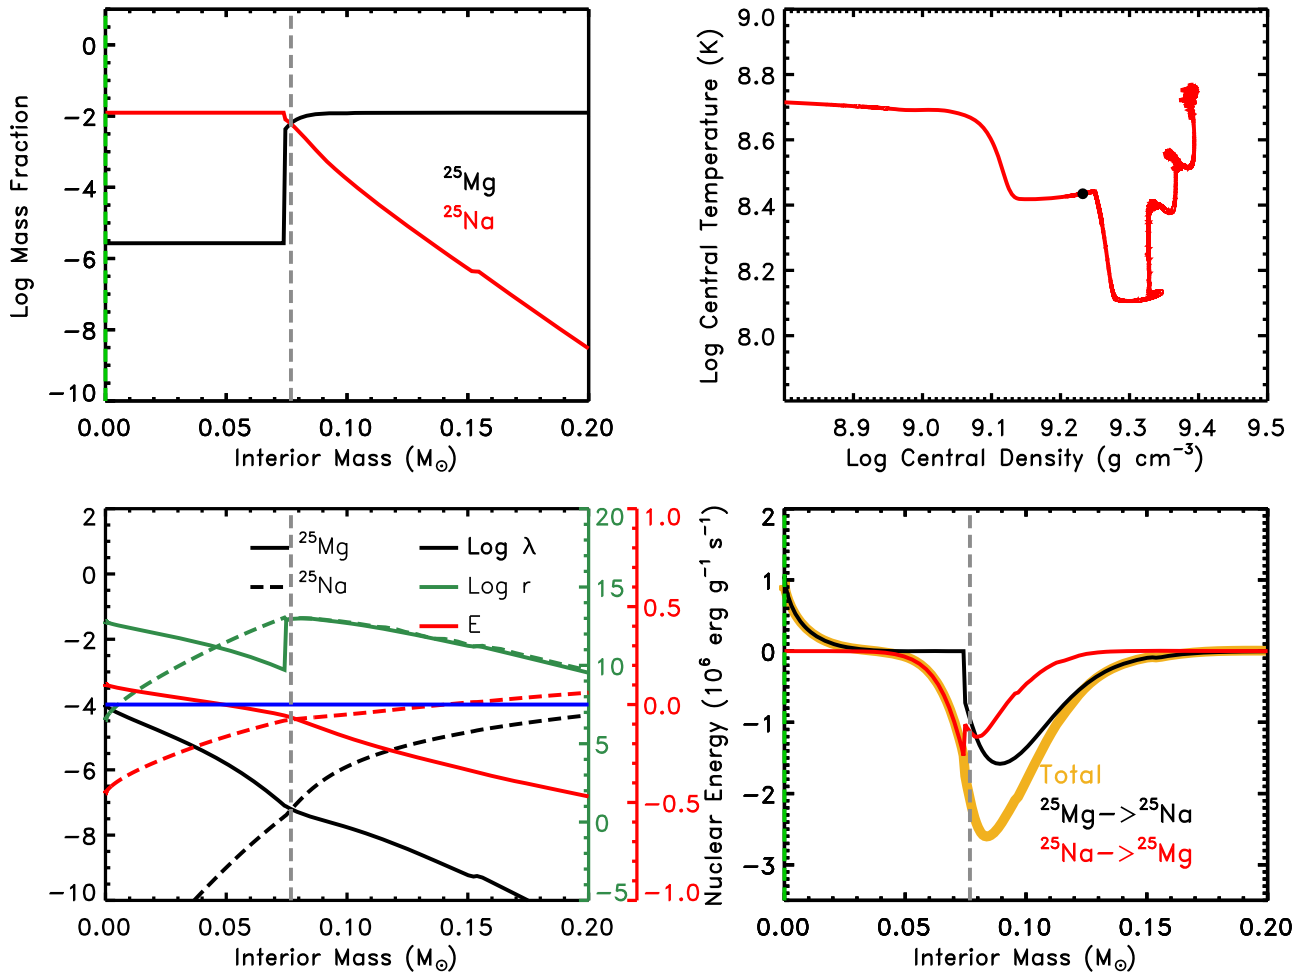 Log Mass Fraction
0
−2
−4
−6
−8
−10
²⁵Mg
²⁵Na
0.00 0.05 0.10 0.15 0.20
Interior Mass (M⊙)
Log Central Temperature (K)
9.0
8.8
8.6
8.4
8.2
8.0
8.9 9.0 9.1 9.2 9.3 9.4 9.5
Log Central Density (g cm⁻³)
2
0
−2
−4
−6
−8
−10
²⁵Mg
²⁵Na
Log λ
Log r
E
20
15
10
5
0
−5
1.0
0.5
0.0
−0.5
−1.0
0.00 0.05 0.10 0.15 0.20
Interior Mass (M⊙)
Nuclear Energy (10⁶ erg g⁻¹ s⁻¹)
2
1
0
−1
−2
−3
Total
²⁵Mg−>²⁵Na
²⁵Na−>²⁵Mg
0.00 0.05 0.10 0.15 0.20
Interior Mass (M⊙)